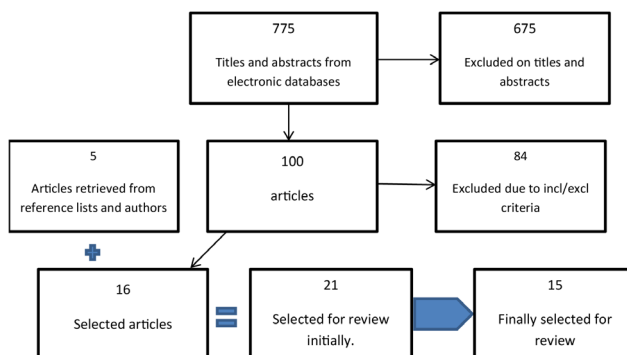 775
Titles and abstracts from
electronic databases
675
Excluded on titles and
abstracts
5
Articles retrieved from
reference lists and authors
100
articles
84
Excluded due to incl/excl
criteria
16
Selected articles
21
Selected for review
initially.
15
Finally selected for
review